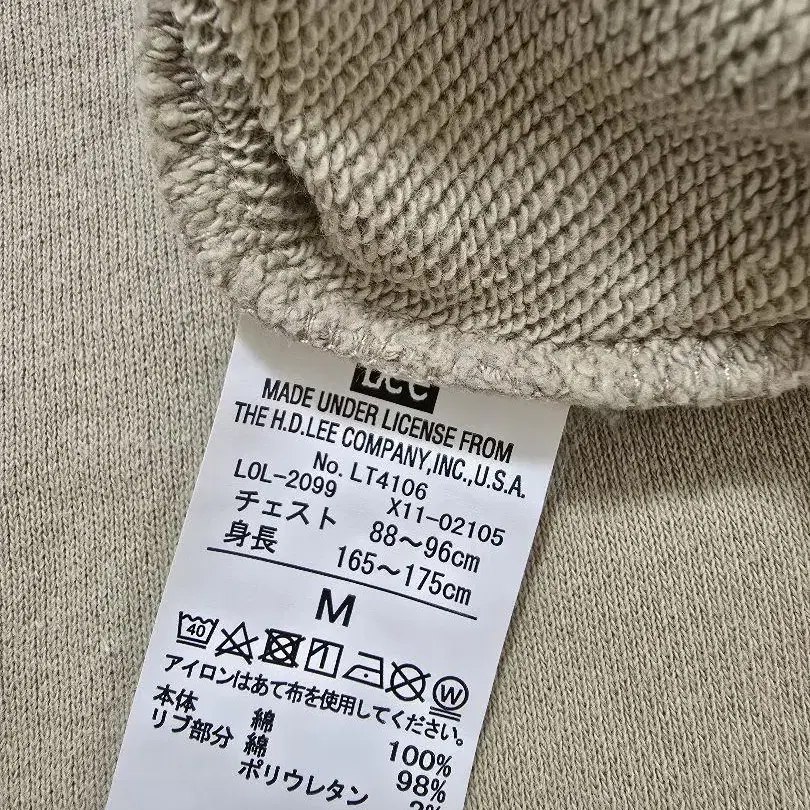 Lee
MADE UNDER LICENSE FROM
THE H.D.LEE COMPANY,INC.,U.S.A.
No. LT4106
LOL-2099 X11-02105
チェスト 88～96cm
身長 165～175cm
M
40 W
アイロンはあて布を使用してください。
本体 綿 100%
リブ部分 綿 98%
ポリウレタン 2%